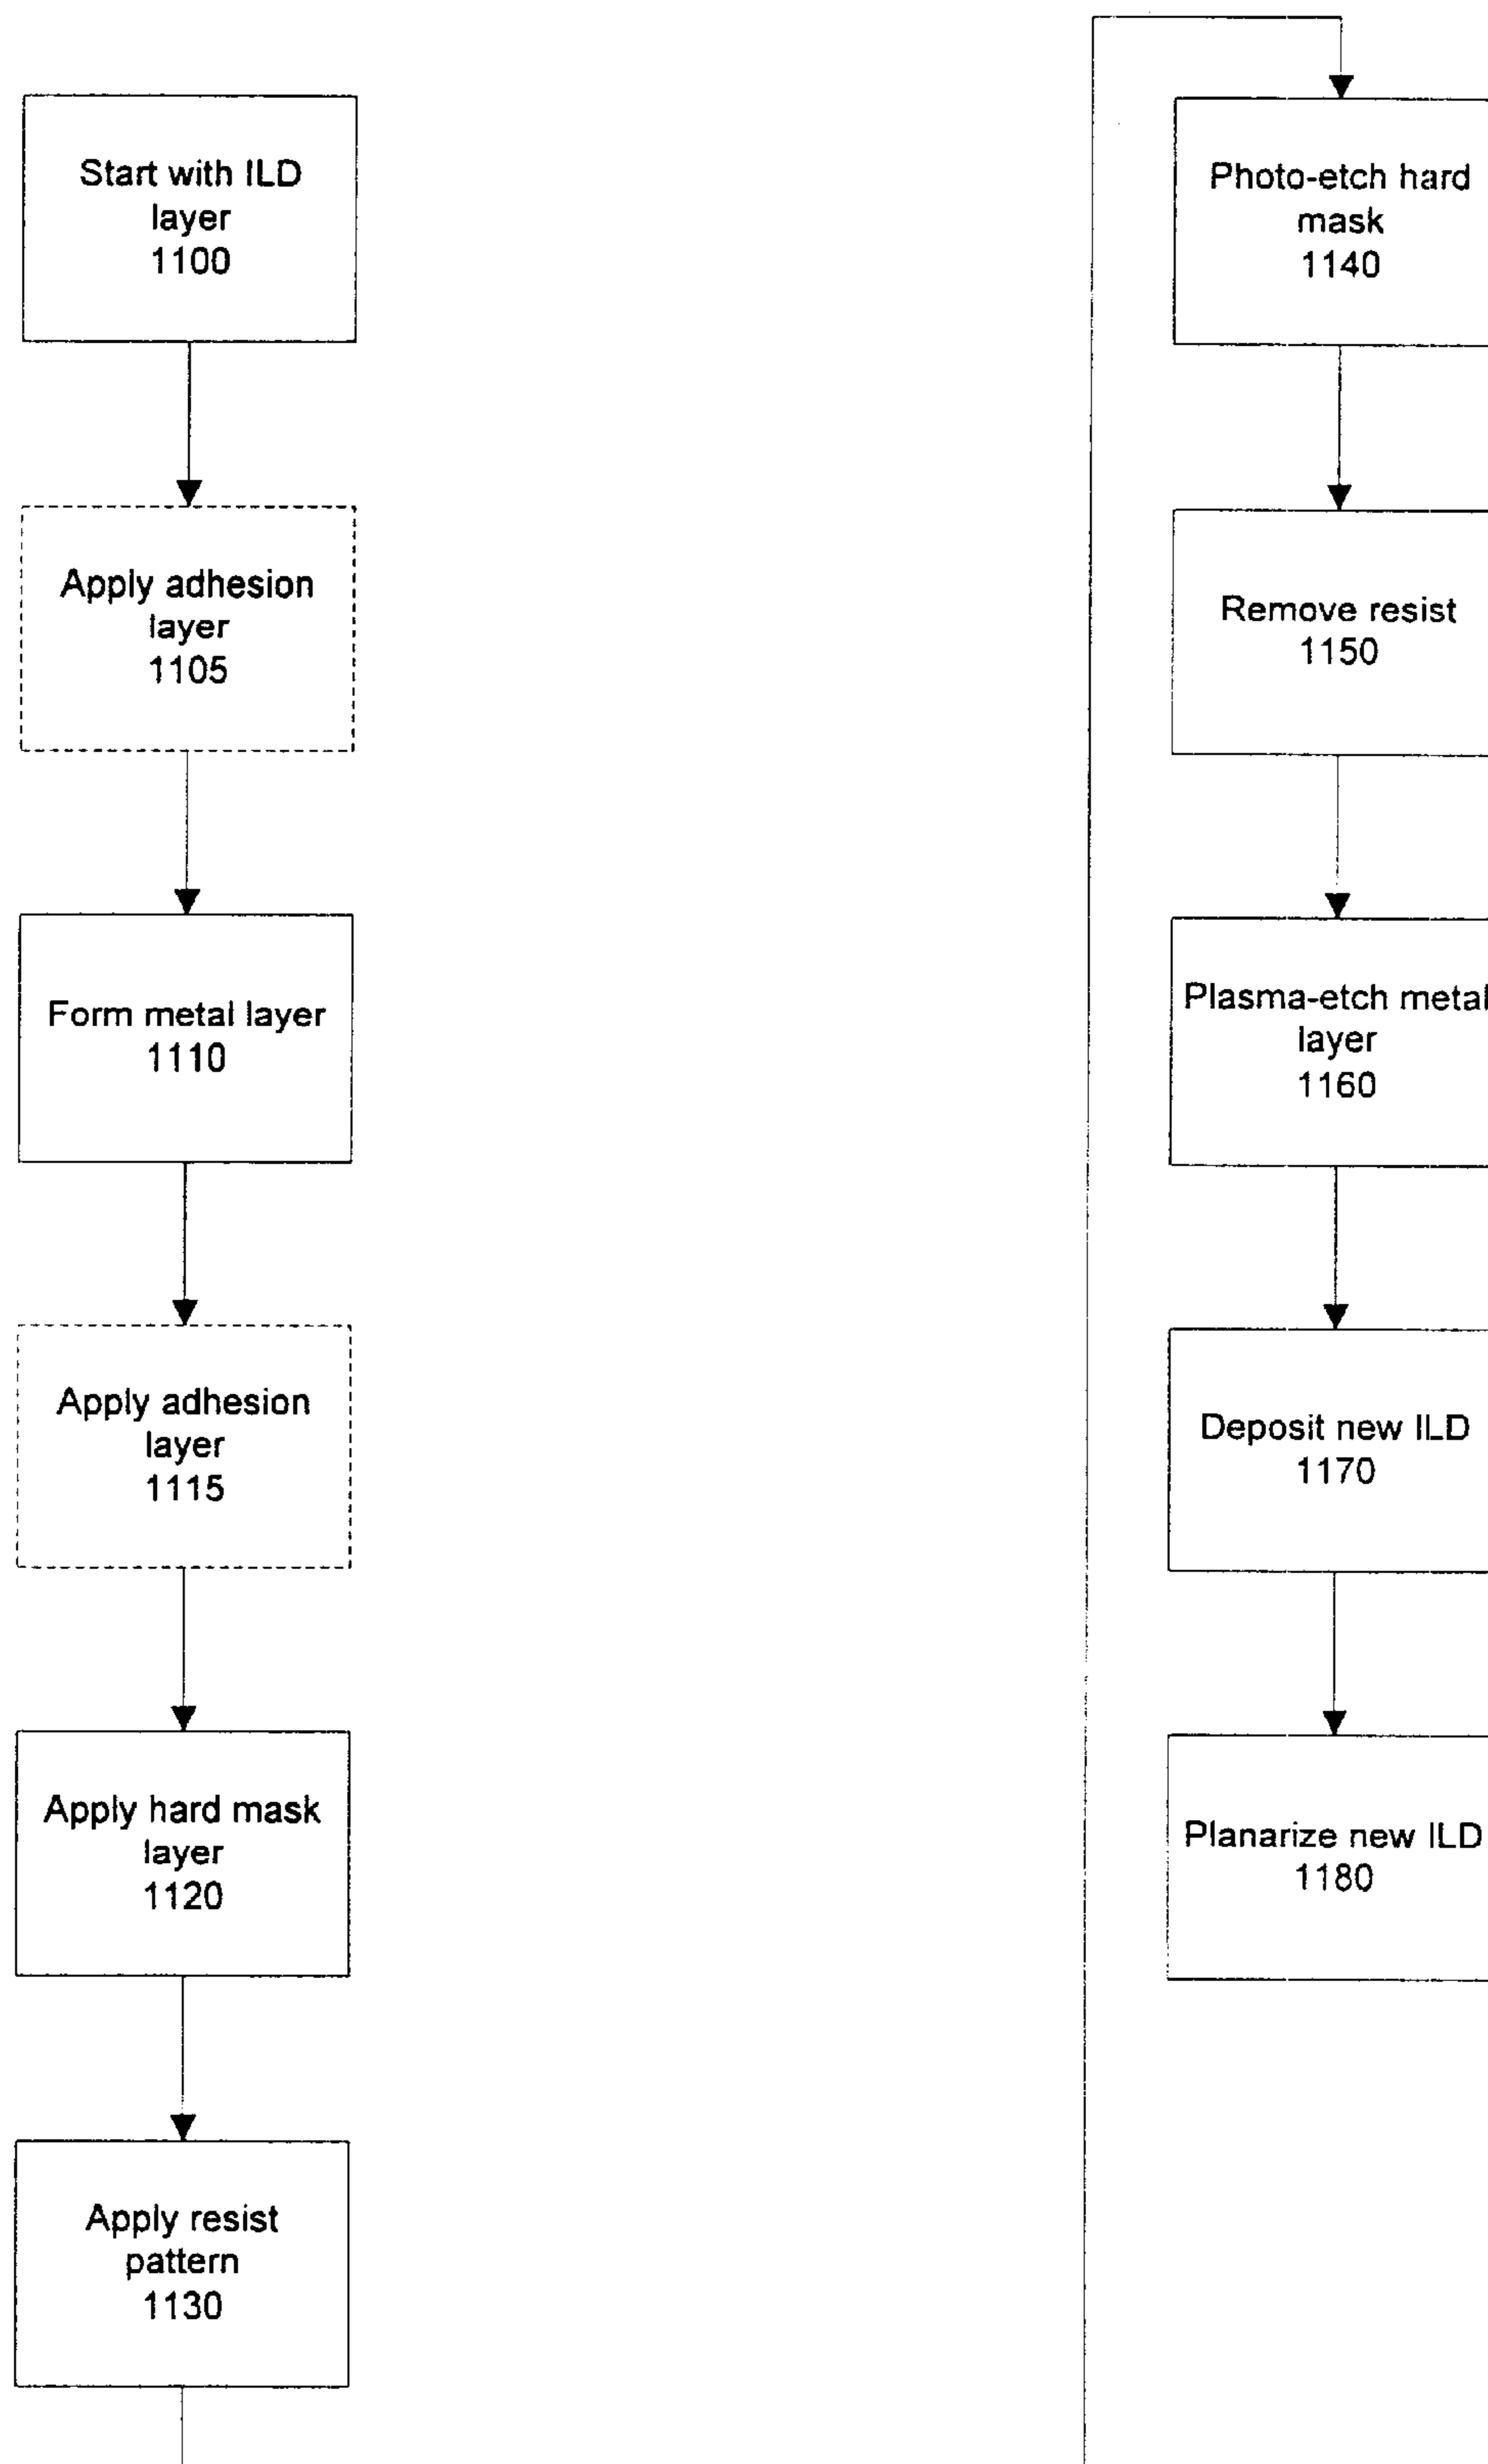 Start with ILD
layer
1100
Apply adhesion
layer
1105
Form metal layer
1110
Apply adhesion
layer
1115
Apply hard mask
layer
1120
Apply resist
pattern
1130
Photo-etch hard
mask
1140
Remove resist
1150
Plasma-etch metal
layer
1160
Deposit new ILD
1170
Planarize new ILD
1180